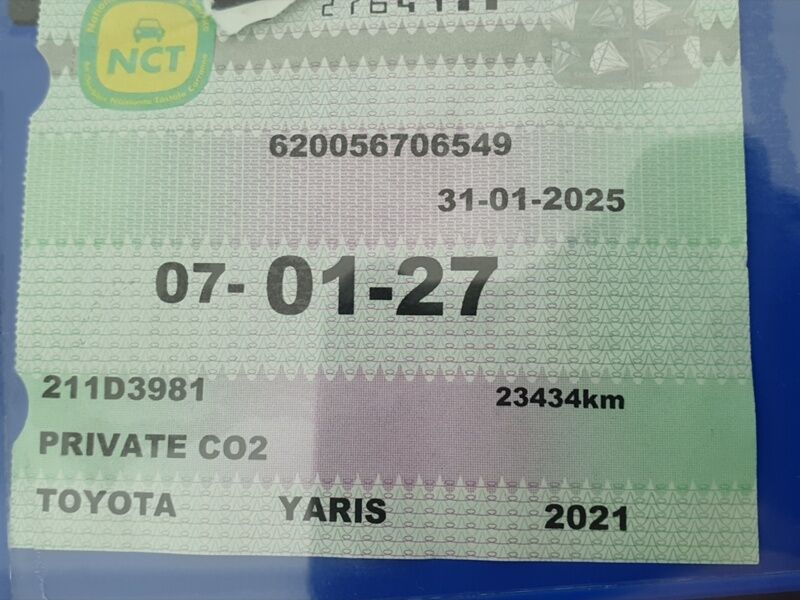 NCT
620056706549
31-01-2025
07-01-27
211D3981
23434km
PRIVATE CO2
TOYOTA YARIS 2021